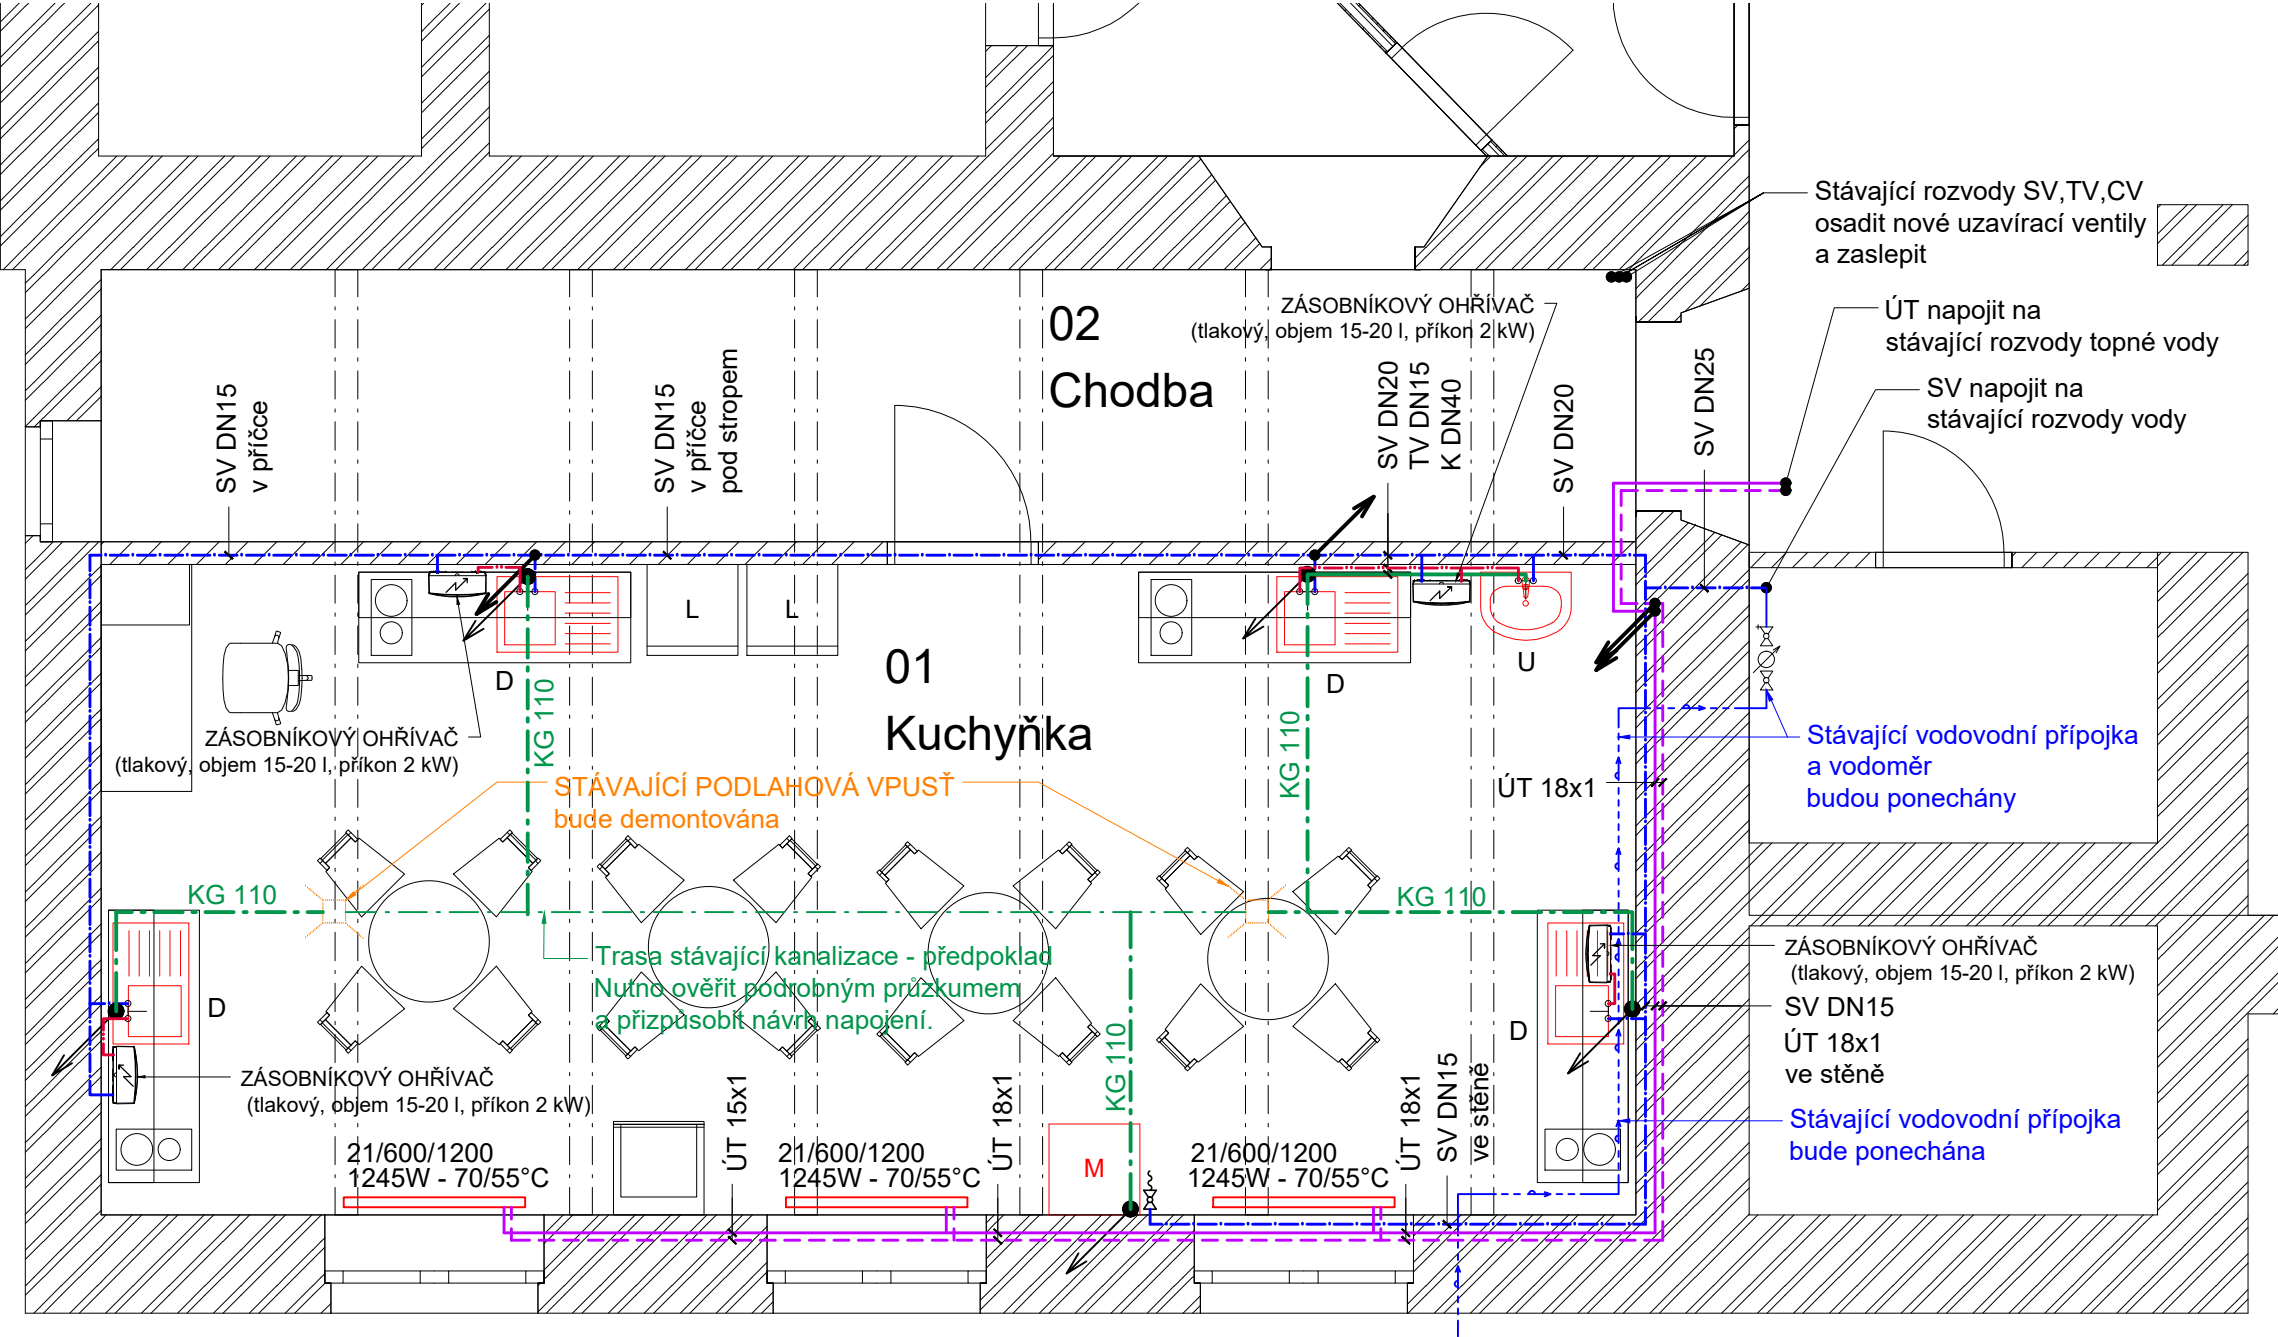 Stávající rozvody SV,TV,CV
osadit nové uzavírací ventily
a zaslepit
ÚT napojit na
stávající rozvody topné vody
SV napojit na
stávající rozvody vody
02
Chodba
ZÁSOBNÍKOVÝ OHŘÍVAČ
(tlakový, objem 15-20 l, příkon 2 kW)
SV DN15
v příčce
SV DN15
v příčce
pod stropem
SV DN20
TV DN15
K DN40
SV DN20
SV DN25
L
L
D
D
U
01
Kuchyňka
KG 110
KG 110
ZÁSOBNÍKOVÝ OHŘÍVAČ
(tlakový, objem 15-20 l, příkon 2 kW)
STÁVAJÍCÍ PODLAHOVÁ VPUSŤ
bude demontována
ÚT 18x1
Stávající vodovodní přípojka
a vodoměr
budou ponechány
KG 110
KG 110
Trasa stávající kanalizace - předpoklad
Nutno ověřit podrobným průzkumem
a přizpůsobit návrh napojení.
D
D
ZÁSOBNÍKOVÝ OHŘÍVAČ
(tlakový, objem 15-20 l, příkon 2 kW)
SV DN15
ÚT 18x1
ve stěně
Stávající vodovodní přípojka
bude ponechána
ZÁSOBNÍKOVÝ OHŘÍVAČ
(tlakový, objem 15-20 l, příkon 2 kW)
KG 110
21/600/1200
1245W - 70/55°C
ÚT 15x1
21/600/1200
1245W - 70/55°C
ÚT 18x1
M
21/600/1200
1245W - 70/55°C
ÚT 18x1
SV DN15
ve stěně